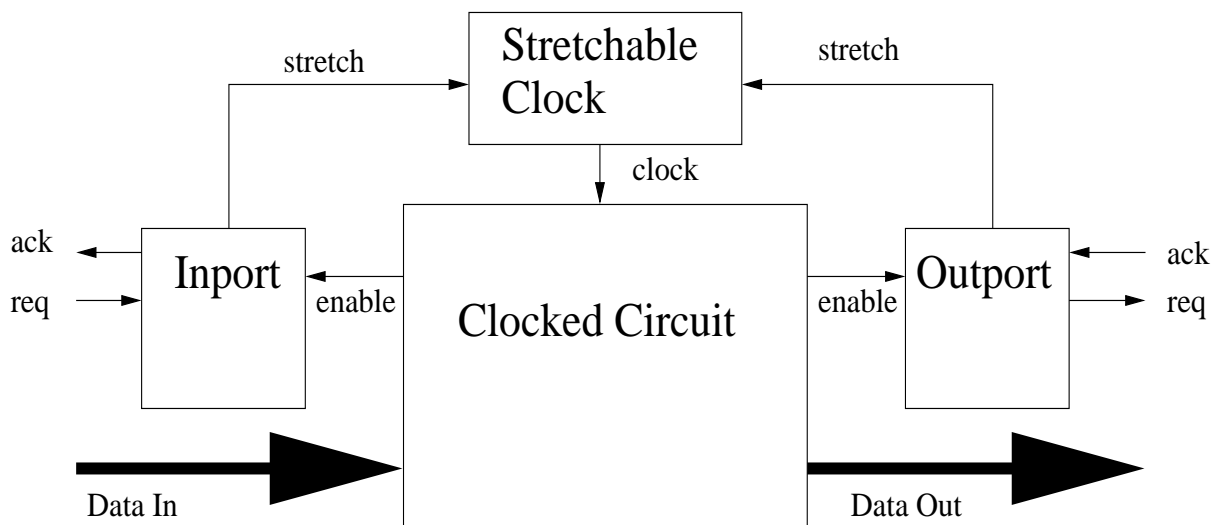 Stretchable
Clock
stretch
stretch
clock
ack
req
Inport
enable
Clocked Circuit
enable
Outport
ack
req
Data In
Data Out